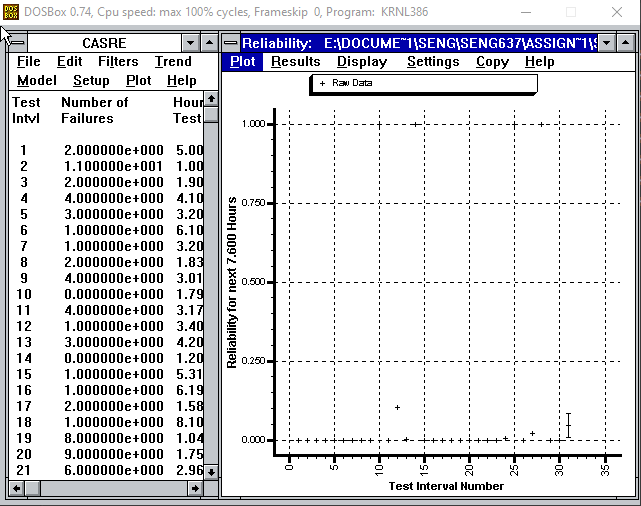 DOSBox 0.74, Cpu speed: max 100% cycles, Frameskip 0, Program: KRNL386
CASRE
File Edit Filters Trend
Model Setup Plot Help
Test Number of Hour
Intvl Failures Test
1 2.000000e+000 5.00
2 1.100000e+001 1.00
3 2.000000e+000 1.90
4 4.000000e+000 4.10
5 3.000000e+000 3.20
6 1.000000e+000 6.10
7 1.000000e+000 3.20
8 2.000000e+000 1.83
9 4.000000e+000 3.01
10 0.000000e+000 1.79
11 4.000000e+000 3.17
12 1.000000e+000 3.40
13 3.000000e+000 4.20
14 0.000000e+000 1.20
15 1.000000e+000 5.31
16 1.000000e+000 6.19
17 2.000000e+000 1.58
18 1.000000e+000 8.10
19 8.000000e+000 1.04
20 9.000000e+000 1.75
21 6.000000e+000 2.96
Reliability: E:\DOCUME~1\SENG\SENG637\ASSIGN~1\S
Plot Results Display Settings Copy Help
Raw Data
Reliability for next 7.600 Hours
1.000
0.750
0.500
0.250
0.000
0 5 10 15 20 25 30 35
Test Interval Number